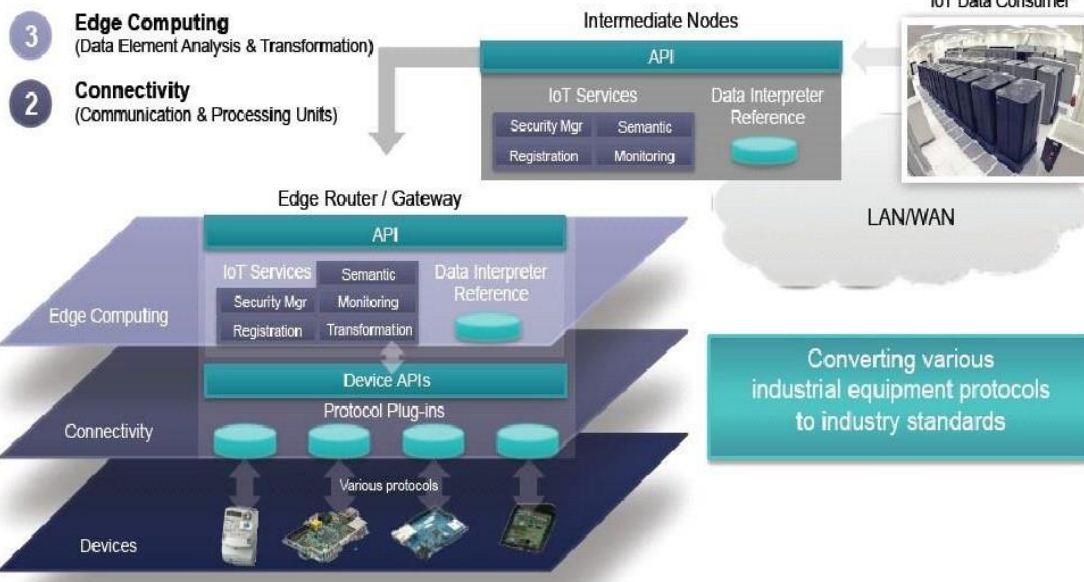 IoT Data Consumer
3
Edge Computing
(Data Element Analysis & Transformation)
2
Connectivity
(Communication & Processing Units)
Intermediate Nodes
API
IoT Services
Security Mgr
Semantic
Registration
Monitoring
Data Interpreter
Reference
LAN/WAN
Edge Router / Gateway
API
IoT Services
Semantic
Security Mgr
Monitoring
Registration
Transformation
Data Interpreter
Reference
Edge Computing
Device APIs
Protocol Plug-ins
Connectivity
Various protocols
Devices
Converting various
industrial equipment protocols
to industry standards